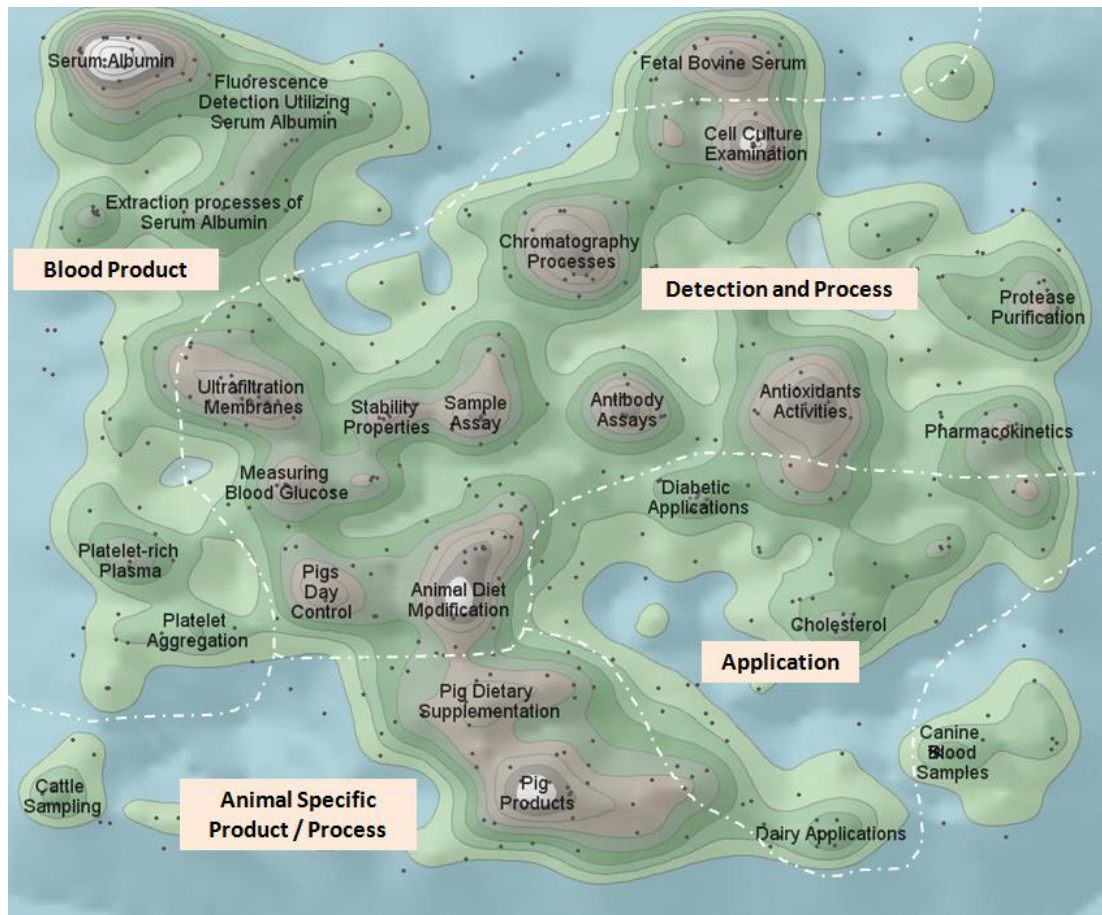 Serum Albumin
Fluorescence
Detection Utilizing
Serum Albumin
Fetal Bovine Serum
Cell Culture
Examination
Extraction processes of
Serum Albumin
Blood Product
Chromatography
Processes
Detection and Process
Protease
Purification
Ultrafiltration
Membranes
Stability
Properties
Sample
Assay
Antibody
Assays
Antioxidants
Activities
Pharmacokinetics
Measuring
Blood Glucose
Diabetic
Applications
Platelet-rich
Plasma
Pigs
Day
Control
Animal Diet
Modification
Platelet
Aggregation
Cholesterol
Application
Pig Dietary
Supplementation
Canine
Blood
Samples
Cattle
Sampling
Animal Specific
Product / Process
Pig
Products
Dairy Applications